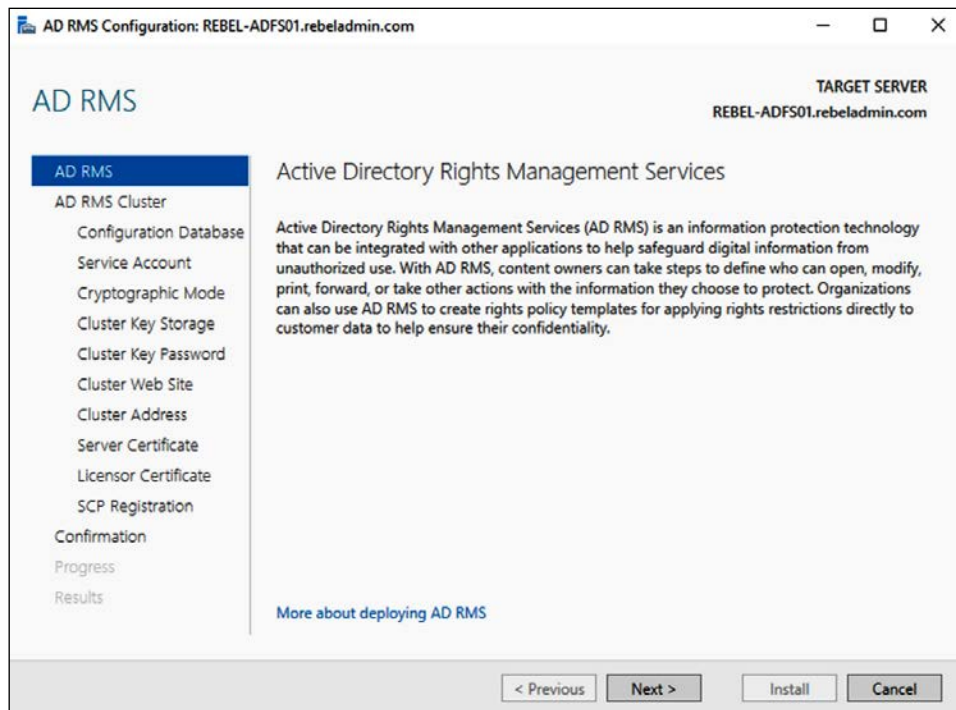 AD RMS Configuration: REBEL-ADFS01.rebeladmin.com
AD RMS
TARGET SERVER
REBEL-ADFS01.rebeladmin.com
AD RMS
AD RMS Cluster
Configuration Database
Service Account
Cryptographic Mode
Cluster Key Storage
Cluster Key Password
Cluster Web Site
Cluster Address
Server Certificate
Licensor Certificate
SCP Registration
Confirmation
Progress
Results
Active Directory Rights Management Services
Active Directory Rights Management Services (AD RMS) is an information protection technology
that can be integrated with other applications to help safeguard digital information from
unauthorized use. With AD RMS, content owners can take steps to define who can open, modify,
print, forward, or take other actions with the information they choose to protect. Organizations
can also use AD RMS to create rights policy templates for applying rights restrictions directly to
customer data to help ensure their confidentiality.
More about deploying AD RMS
< Previous
Next >
Install
Cancel